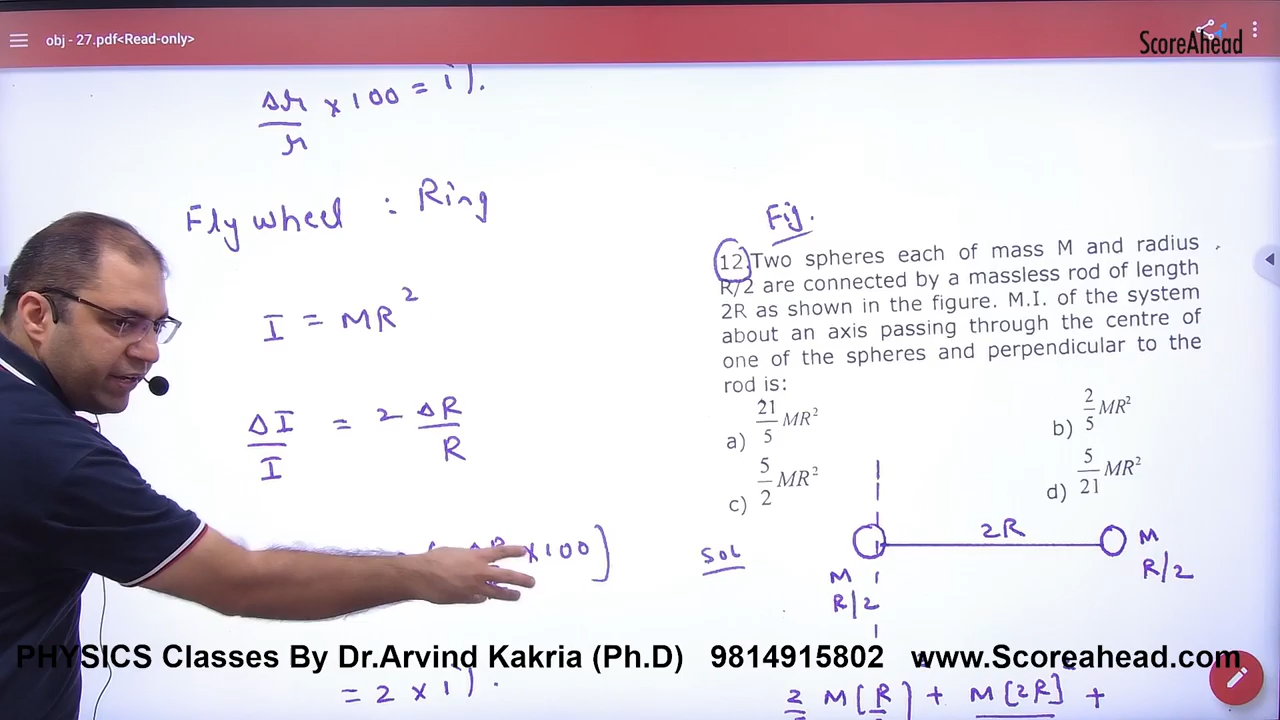 obj - 27.pdf<Read-only>
ScoreAhead
Δr/r × 100 = 1%.
Fly wheel : Ring
I = MR²
ΔI/I = 2 ΔR/R
× 100]
= 2 × 1%.
Fig.
12. Two spheres each of mass M and radius
R/2 are connected by a massless rod of length
2R as shown in the figure. M.I. of the system
about an axis passing through the centre of
one of the spheres and perpendicular to the
rod is:
a) 21/5 MR² b) 2/5 MR²
c) 5/2 MR² d) 5/21 MR²
Sol
2R
M M
R/2 R/2
M[R + M[2R]² +
PHYSICS Classes By Dr.Arvind Kakria (Ph.D) 9814915802 www.Scoreahead.com